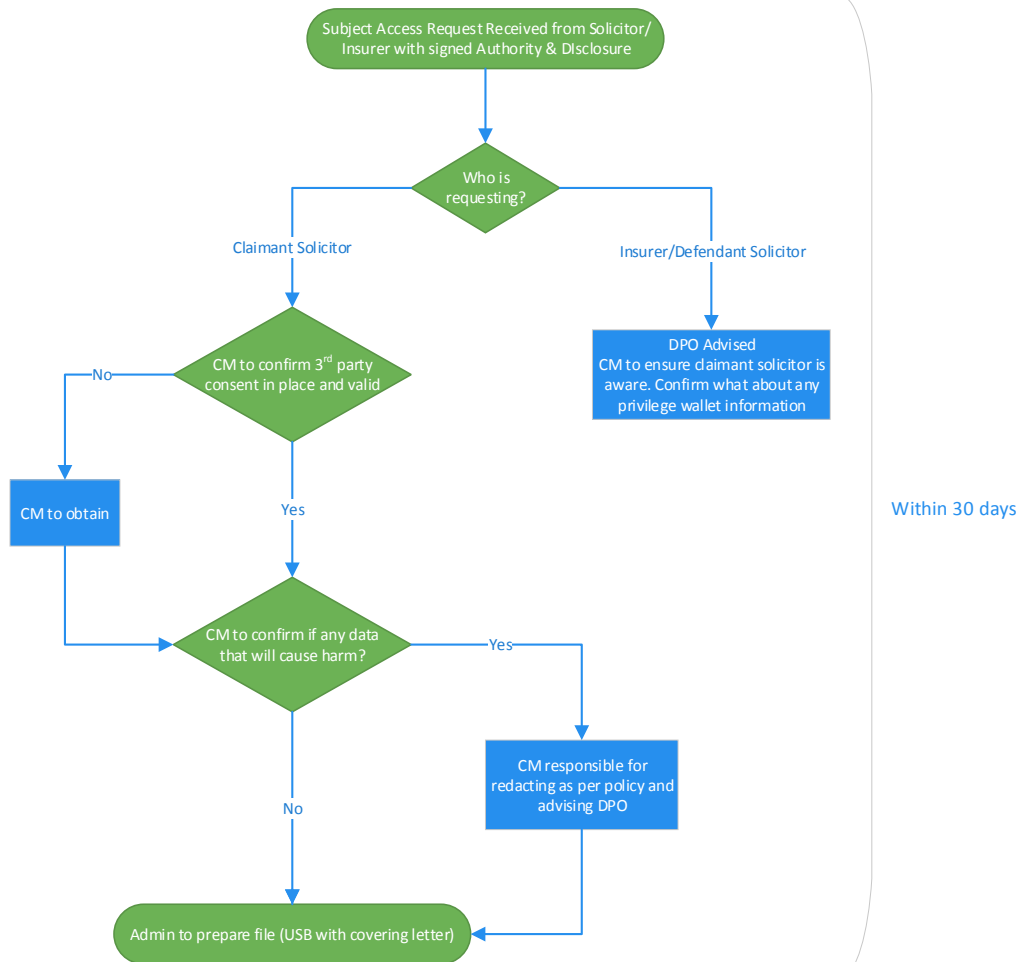 Subject Access Request Received from Solicitor/
Insurer with signed Authority & DIsclosure
Who is
requesting?
Claimant Solicitor
Insurer/Defendant Solicitor
CM to confirm 3rd party
consent in place and valid
No
DPO Advised
CM to ensure claimant solicitor is
aware. Confirm what about any
privilege wallet information
CM to obtain
Yes
Within 30 days
CM to confirm if any data
that will cause harm?
Yes
CM responsible for
redacting as per policy and
advising DPO
No
Admin to prepare file (USB with covering letter)